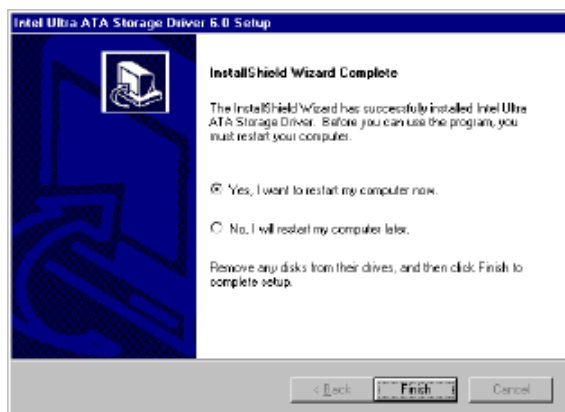 Intel Ultra ATA Storage Driver 6.0 Setup
InstallShield Wizard Complete
The InstallShield Wizard has successfully installed Intel Ultra
ATA Storage Driver. Before you can use the program, you
must restart your computer.
Yes, I want to restart my computer now.
No, I will restart my computer later.
Remove any disks from their drives, and then click Finish to
complete setup.
< Back Finish Cancel